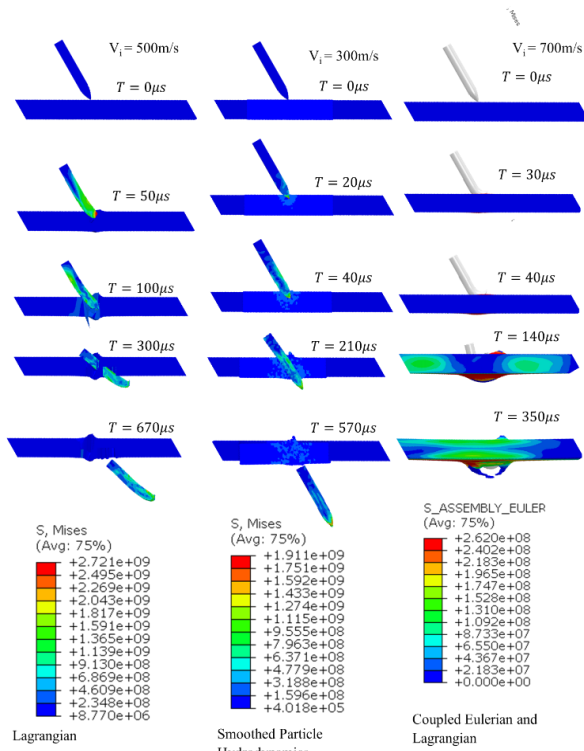 , Mises
V_i = 500m/s
T = 0μs
T = 50μs
T = 100μs
T = 300μs
T = 670μs
S, Mises
(Avg: 75%)
+2.721e+09
+2.495e+09
+2.269e+09
+2.043e+09
+1.817e+09
+1.591e+09
+1.365e+09
+1.139e+09
+9.130e+08
+6.869e+08
+4.609e+08
+2.348e+08
+8.770e+06
Lagrangian
V_i = 300m/s
T = 0μs
T = 20μs
T = 40μs
T = 210μs
T = 570μs
S, Mises
(Avg: 75%)
+1.911e+09
+1.751e+09
+1.592e+09
+1.433e+09
+1.274e+09
+1.115e+09
+9.555e+08
+7.963e+08
+6.371e+08
+4.779e+08
+3.188e+08
+1.596e+08
+4.018e+05
Smoothed Particle
Hydrodynamics
V_i = 700m/s
T = 0μs
T = 30μs
T = 40μs
T = 140μs
T = 350μs
S_ASSEMBLY_EULER
(Avg: 75%)
+2.620e+08
+2.402e+08
+2.183e+08
+1.965e+08
+1.747e+08
+1.528e+08
+1.310e+08
+1.092e+08
+8.733e+07
+6.550e+07
+4.367e+07
+2.183e+07
+0.000e+00
Coupled Eulerian and
Lagrangian